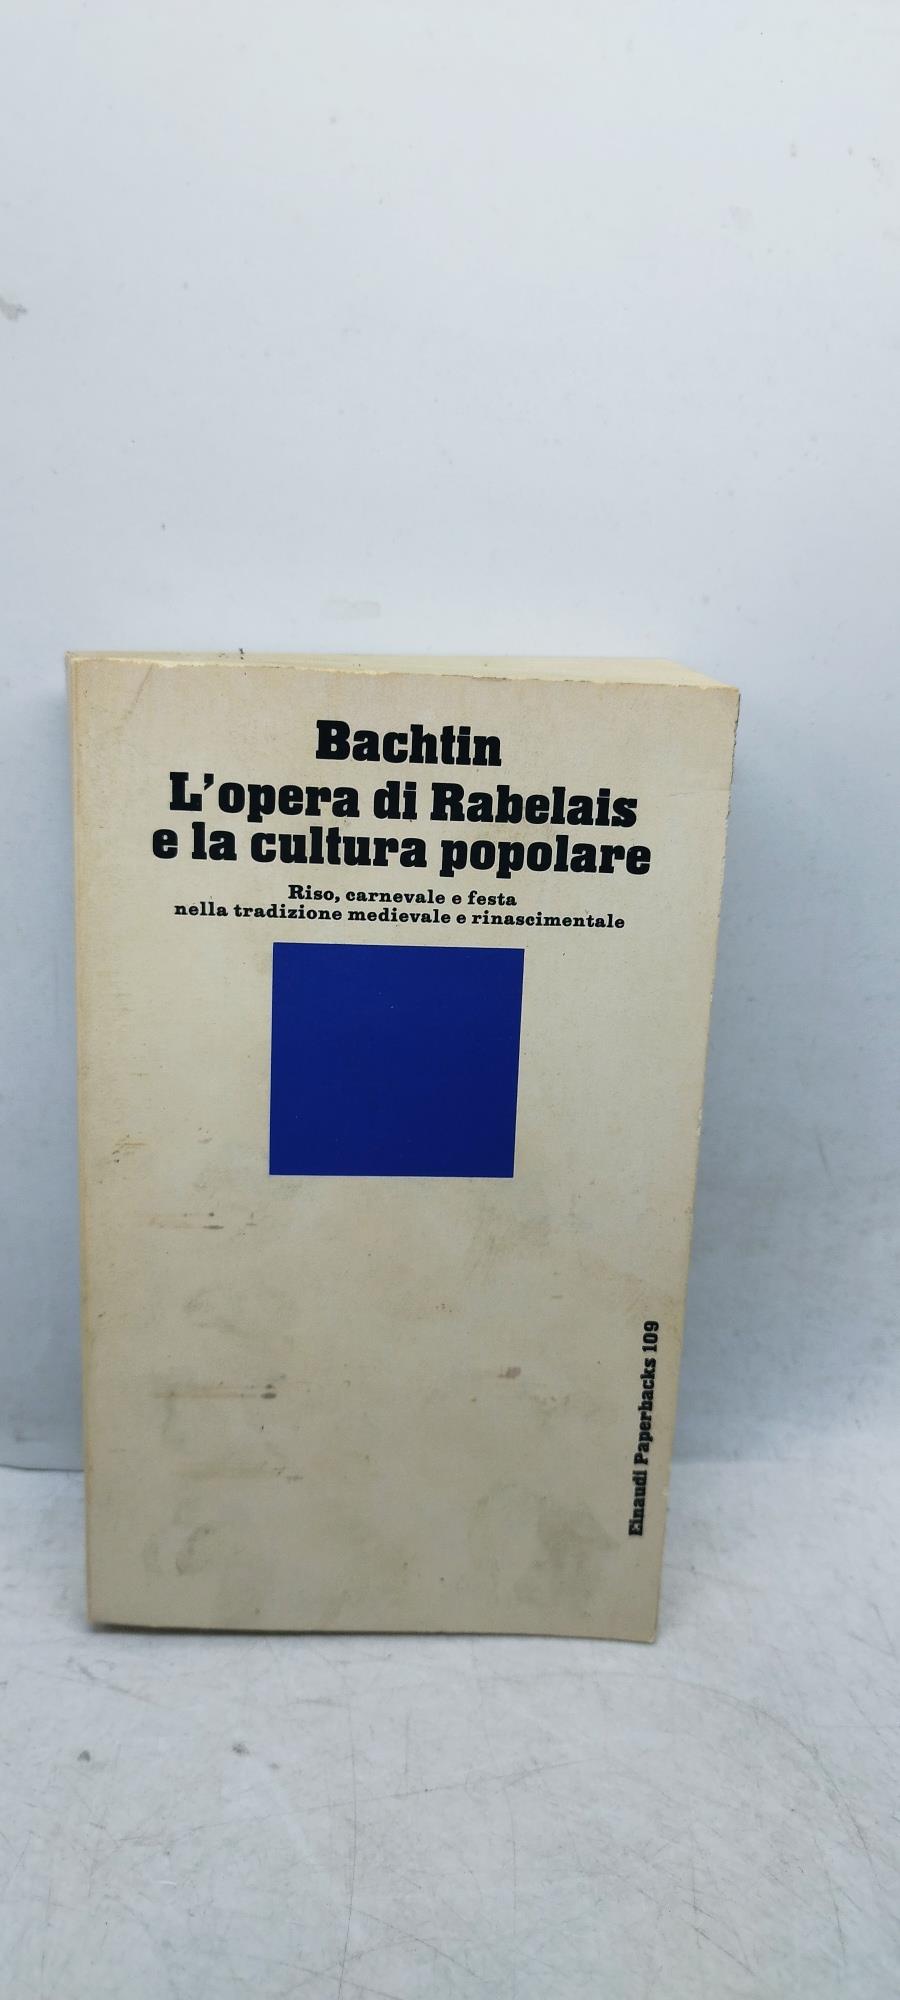 Bachtin
L'opera di Rabelais
e la cultura popolare
Riso, carnevale e festa
nella tradizione medievale e rinascimentale
Einaudi Paperbacks 109